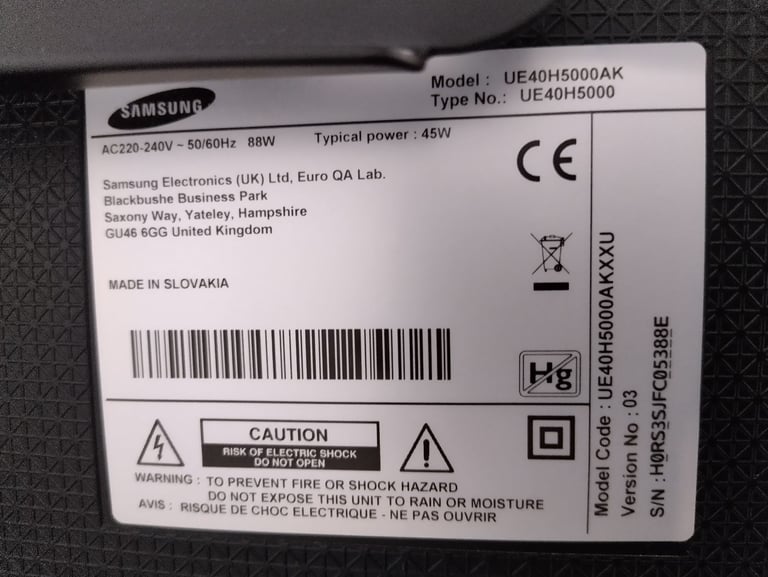 SAMSUNG
Model : UE40H5000AK
Type No.: UE40H5000
AC220-240V ~ 50/60Hz 88W Typical power : 45W
Samsung Electronics (UK) Ltd, Euro QA Lab.
Blackbushe Business Park
Saxony Way, Yateley, Hampshire
GU46 6GG United Kingdom
CE
MADE IN SLOVAKIA
Hg
CAUTION
RISK OF ELECTRIC SHOCK
DO NOT OPEN
WARNING : TO PREVENT FIRE OR SHOCK HAZARD
DO NOT EXPOSE THIS UNIT TO RAIN OR MOISTURE
AVIS : RISQUE DE CHOC ELECTRIQUE - NE PAS OUVRIR
Model Code : UE40H5000AKXXU
Version No : 03
S/N : H0RS3SJFC05388E